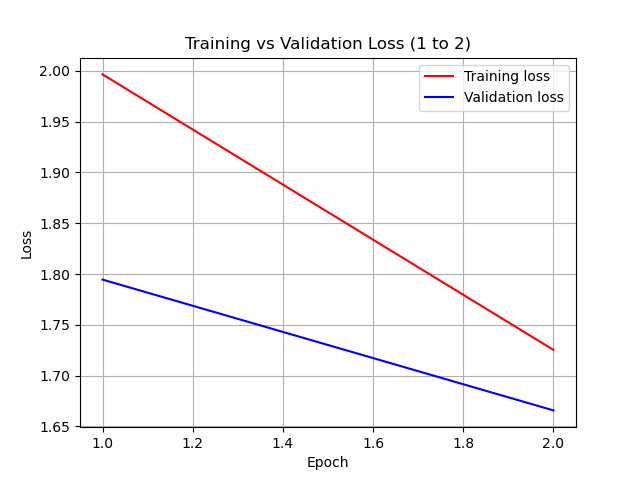 Training vs Validation Loss (1 to 2)
Training loss
Validation loss
2.00
1.95
1.90
1.85
1.80
1.75
1.70
1.65
Loss
1.0 1.2 1.4 1.6 1.8 2.0
Epoch